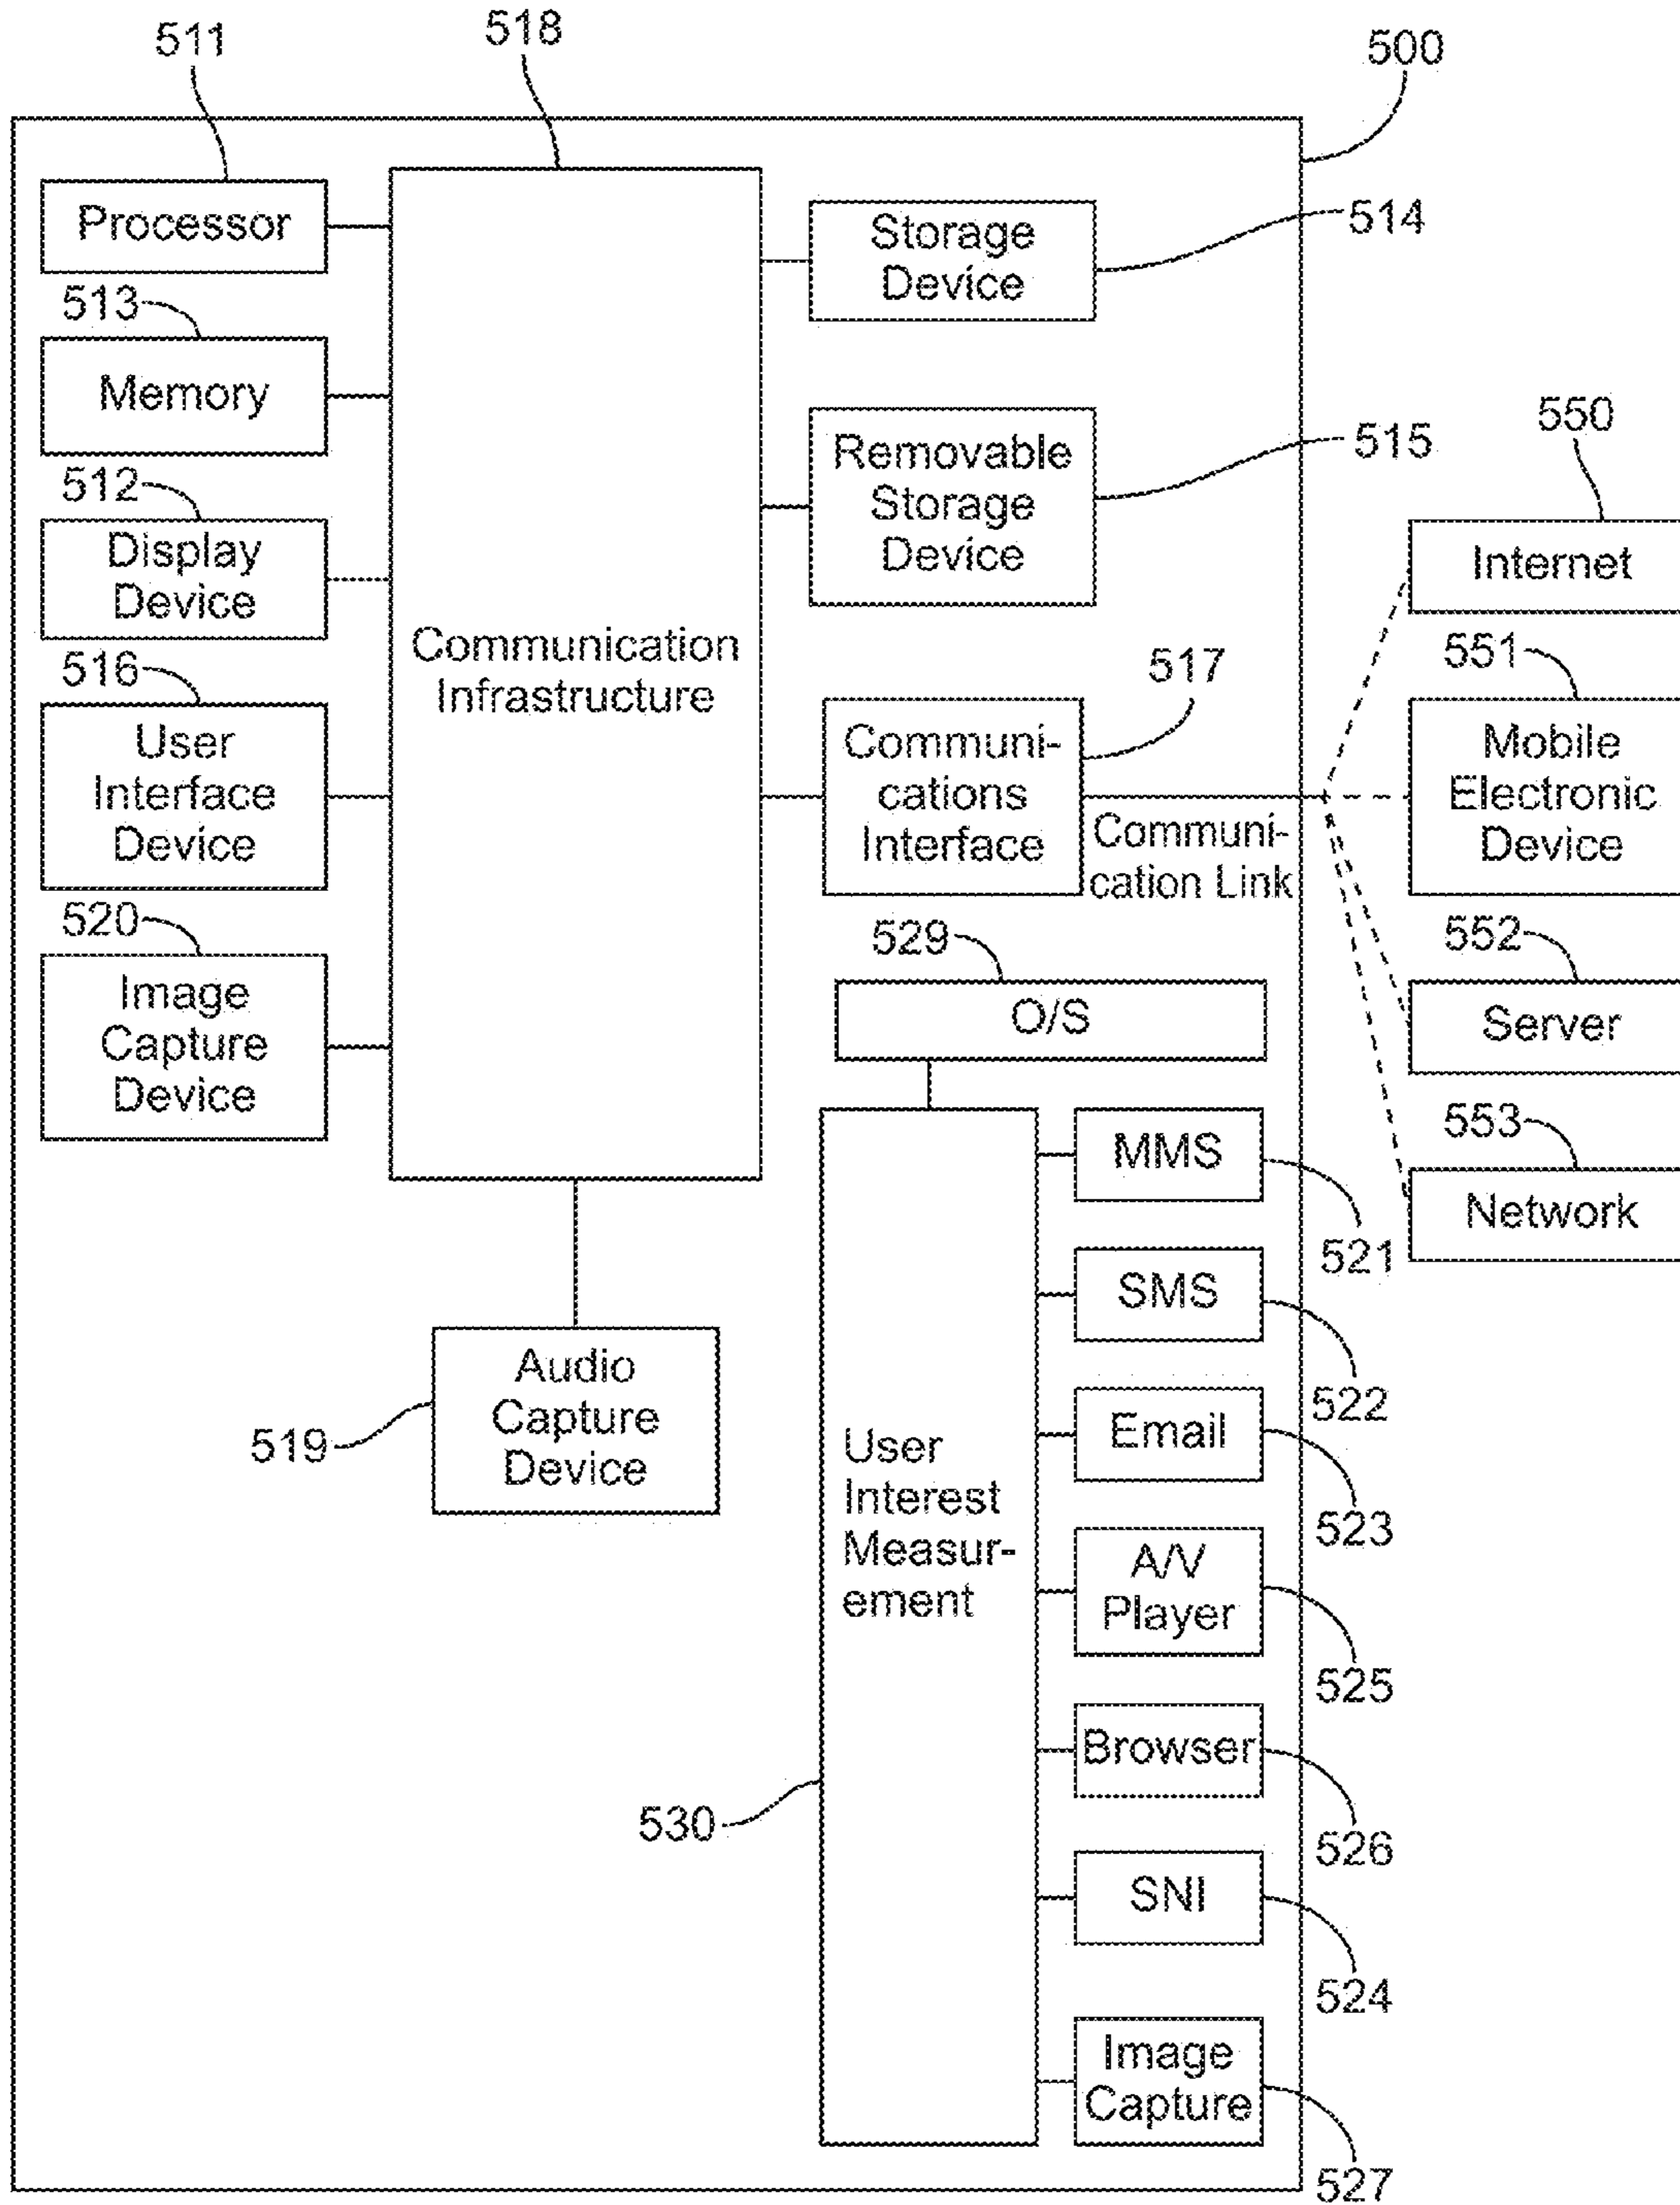 511
518
500
Processor
Storage
Device
514
513
Memory
Removable
Storage
Device
515
550
512
Display
Device
Internet
Communication
Infrastructure
516
User
Interface
Device
517
Communi-
cations
Interface
Communi-
cation Link
551
Mobile
Electronic
Device
520
Image
Capture
Device
529
O/S
552
Server
553
Network
MMS
521
SMS
522
Audio
Capture
Device
519
User
Interest
Measur-
ement
Email
523
A/V
Player
525
Browser
526
530
SNI
524
Image
Capture
527